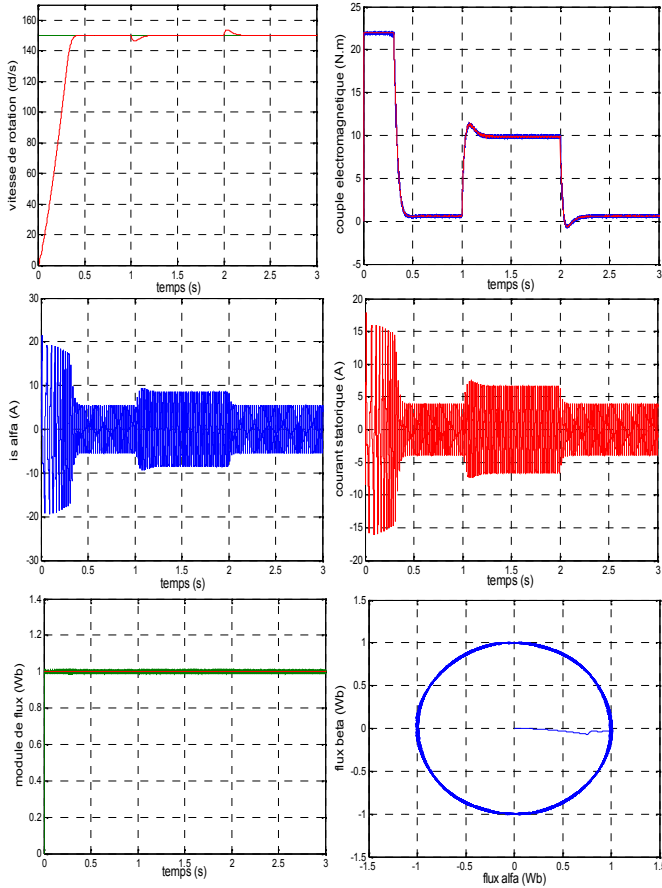 vitesse de rotation (rd/s)
170
160
140
120
100
80
60
40
20
0
0 0.5 1 1.5 2 2.5 3
temps (s)
couple electromagnetique (N.m)
25
20
15
10
5
0
-5
0 0.5 1 1.5 2 2.5 3
temps (s)
is alfa (A)
30
20
10
0
-10
-20
-30
0 0.5 1 1.5 2 2.5 3
temps (s)
courant statorique (A)
20
15
10
5
0
-5
-10
-15
-20
0 0.5 1 1.5 2 2.5 3
temps (s)
module de flux (Wb)
1.4
1.2
1
0.8
0.6
0.4
0.2
0
0 0.5 1 1.5 2 2.5 3
temps (s)
flux beta (Wb)
1.5
1
0.5
0
-0.5
-1
-1.5
-1.5 -1 -0.5 0 0.5 1 1.5
flux alfa (Wb)